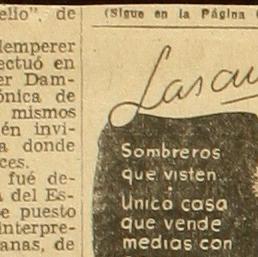 elio", de
lemperer
ectuó en
er Dam-
ónica de
mismos
én invi-
a donde
ces.
fué de-
a del Es-
e puesto
interpre-
anas, de
(Sigue en la Página
Lasau
Sombreros
que visten...
Unica casa
que vende
medias con